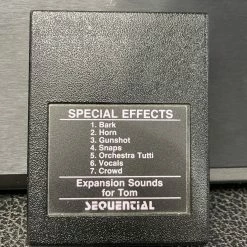 SPECIAL EFFECTS
1. Bark
2. Horn
3. Gunshot
4. Snaps
5. Orchestra Tutti
6. Vocals
7. Crowd
Expansion Sounds
for Tom
SEQUENTIAL